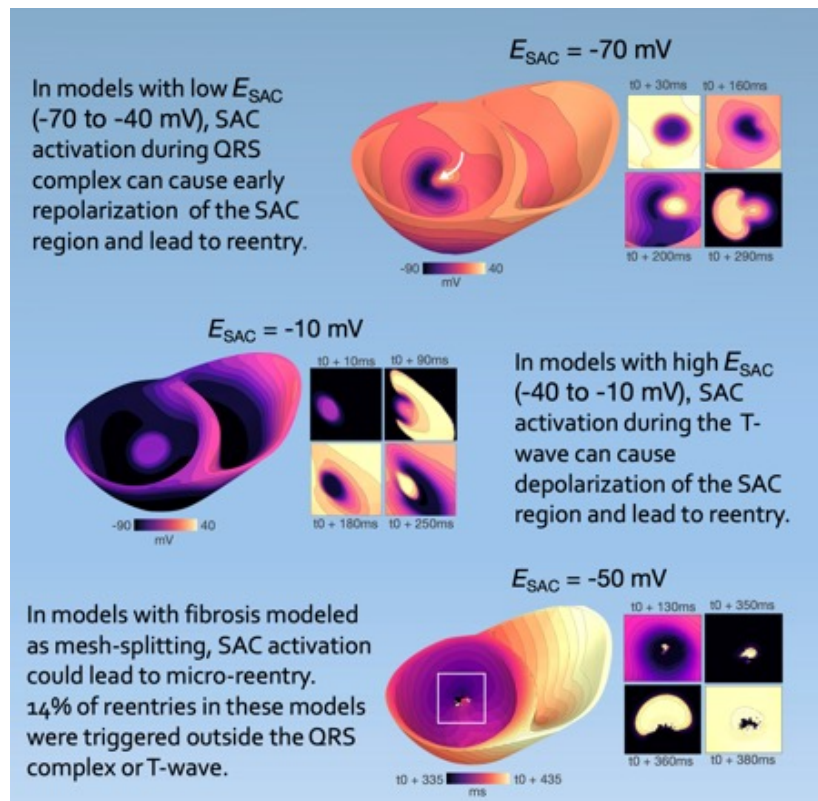 E_SAC = -70 mV
In models with low E_SAC
(-70 to -40 mV), SAC
activation during QRS
complex can cause early
repolarization of the SAC
region and lead to reentry.
t0 + 30ms t0 + 160ms
t0 + 200ms t0 + 290ms
-90 40
mV
E_SAC = -10 mV
t0 + 10ms t0 + 90ms
t0 + 180ms t0 + 250ms
-90 40
mV
In models with high E_SAC
(-40 to -10 mV), SAC
activation during the T-
wave can cause
depolarization of the SAC
region and lead to reentry.
E_SAC = -50 mV
In models with fibrosis modeled
as mesh-splitting, SAC activation
could lead to micro-reentry.
14% of reentries in these models
were triggered outside the QRS
complex or T-wave.
t0 + 130ms t0 + 350ms
t0 + 360ms t0 + 380ms
t0 + 335 t0 + 435
ms